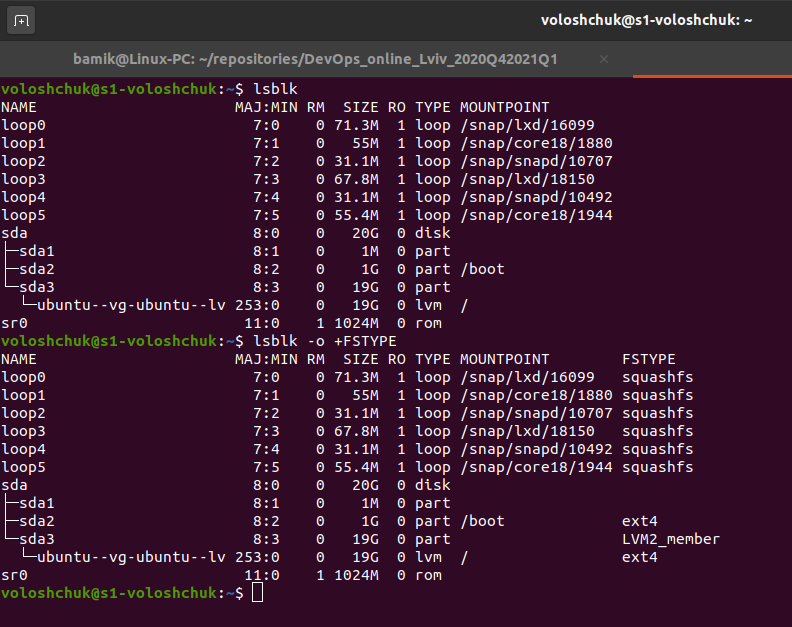 voloshchuk@s1-voloshchuk: ~
bamik@Linux-PC: ~/repositories/DevOps_online_Lviv_2020Q42021Q1 ×
voloshchuk@s1-voloshchuk:~$ lsblk
NAME                      MAJ:MIN RM  SIZE RO TYPE MOUNTPOINT
loop0                       7:0    0 71.3M  1 loop /snap/lxd/16099
loop1                       7:1    0   55M  1 loop /snap/core18/1880
loop2                       7:2    0 31.1M  1 loop /snap/snapd/10707
loop3                       7:3    0 67.8M  1 loop /snap/lxd/18150
loop4                       7:4    0 31.1M  1 loop /snap/snapd/10492
loop5                       7:5    0 55.4M  1 loop /snap/core18/1944
sda                         8:0    0   20G  0 disk
├─sda1                      8:1    0    1M  0 part
├─sda2                      8:2    0    1G  0 part /boot
└─sda3                      8:3    0   19G  0 part
  └─ubuntu--vg-ubuntu--lv 253:0    0   19G  0 lvm  /
sr0                        11:0    1 1024M  0 rom
voloshchuk@s1-voloshchuk:~$ lsblk -o +FSTYPE
NAME                      MAJ:MIN RM  SIZE RO TYPE MOUNTPOINT        FSTYPE
loop0                       7:0    0 71.3M  1 loop /snap/lxd/16099   squashfs
loop1                       7:1    0   55M  1 loop /snap/core18/1880 squashfs
loop2                       7:2    0 31.1M  1 loop /snap/snapd/10707 squashfs
loop3                       7:3    0 67.8M  1 loop /snap/lxd/18150   squashfs
loop4                       7:4    0 31.1M  1 loop /snap/snapd/10492 squashfs
loop5                       7:5    0 55.4M  1 loop /snap/core18/1944 squashfs
sda                         8:0    0   20G  0 disk
├─sda1                      8:1    0    1M  0 part
├─sda2                      8:2    0    1G  0 part /boot             ext4
└─sda3                      8:3    0   19G  0 part                   LVM2_member
  └─ubuntu--vg-ubuntu--lv 253:0    0   19G  0 lvm  /                 ext4
sr0                        11:0    1 1024M  0 rom
voloshchuk@s1-voloshchuk:~$